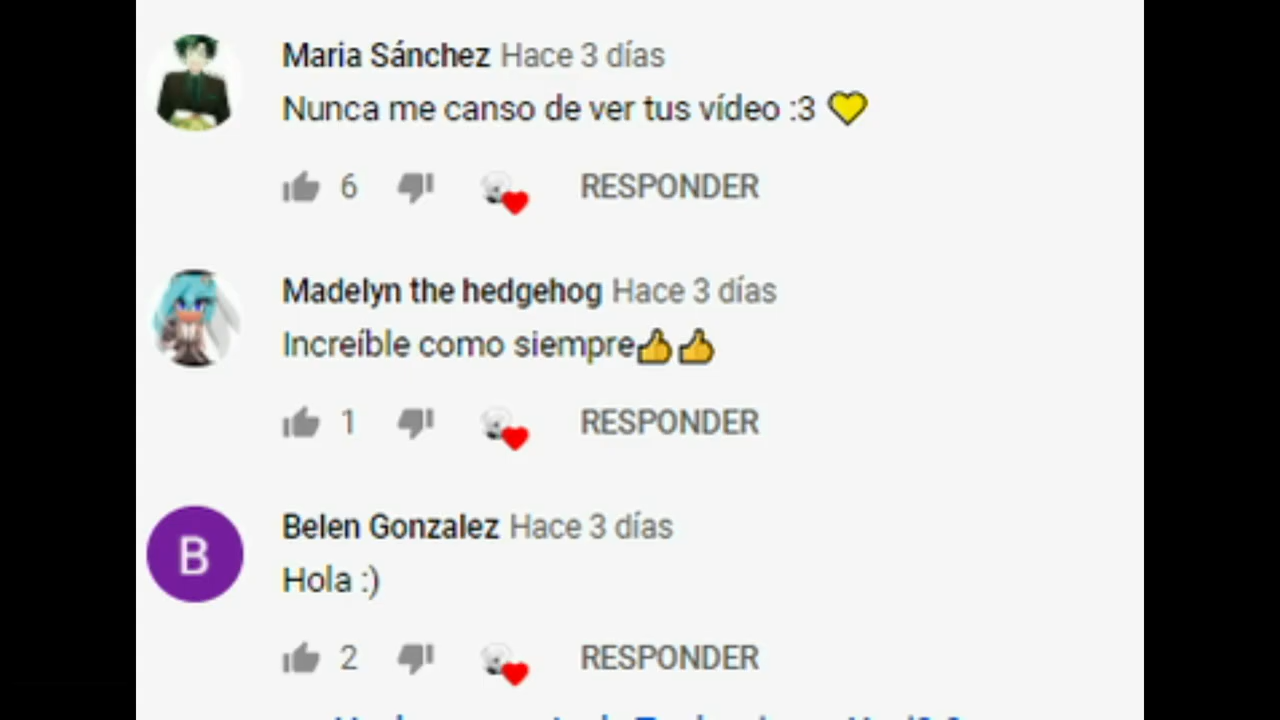 Maria Sánchez Hace 3 días
Nunca me canso de ver tus vídeo :3 💛
6 RESPONDER
Madelyn the hedgehog Hace 3 días
Increíble como siempre👍👍
1 RESPONDER
B
Belen Gonzalez Hace 3 días
Hola :)
2 RESPONDER